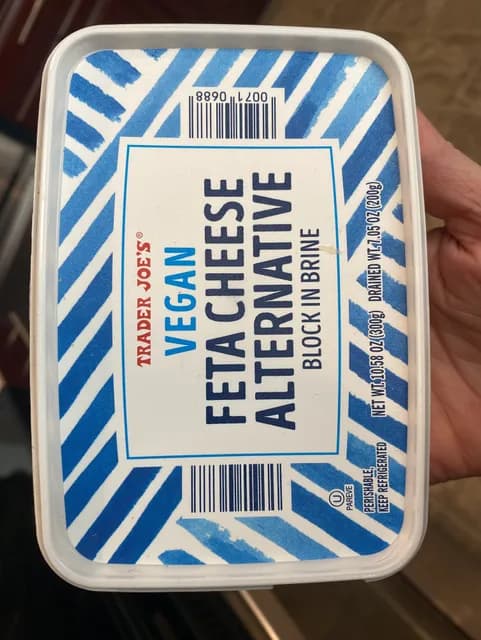 0071 0688
TRADER JOE'S®
VEGAN
FETA CHEESE
ALTERNATIVE
BLOCK IN BRINE
U
PAREVE
PERISHABLE,
KEEP REFRIGERATED
NET WT. 10.58 OZ (300g) DRAINED WT. 7.05 OZ (200g)